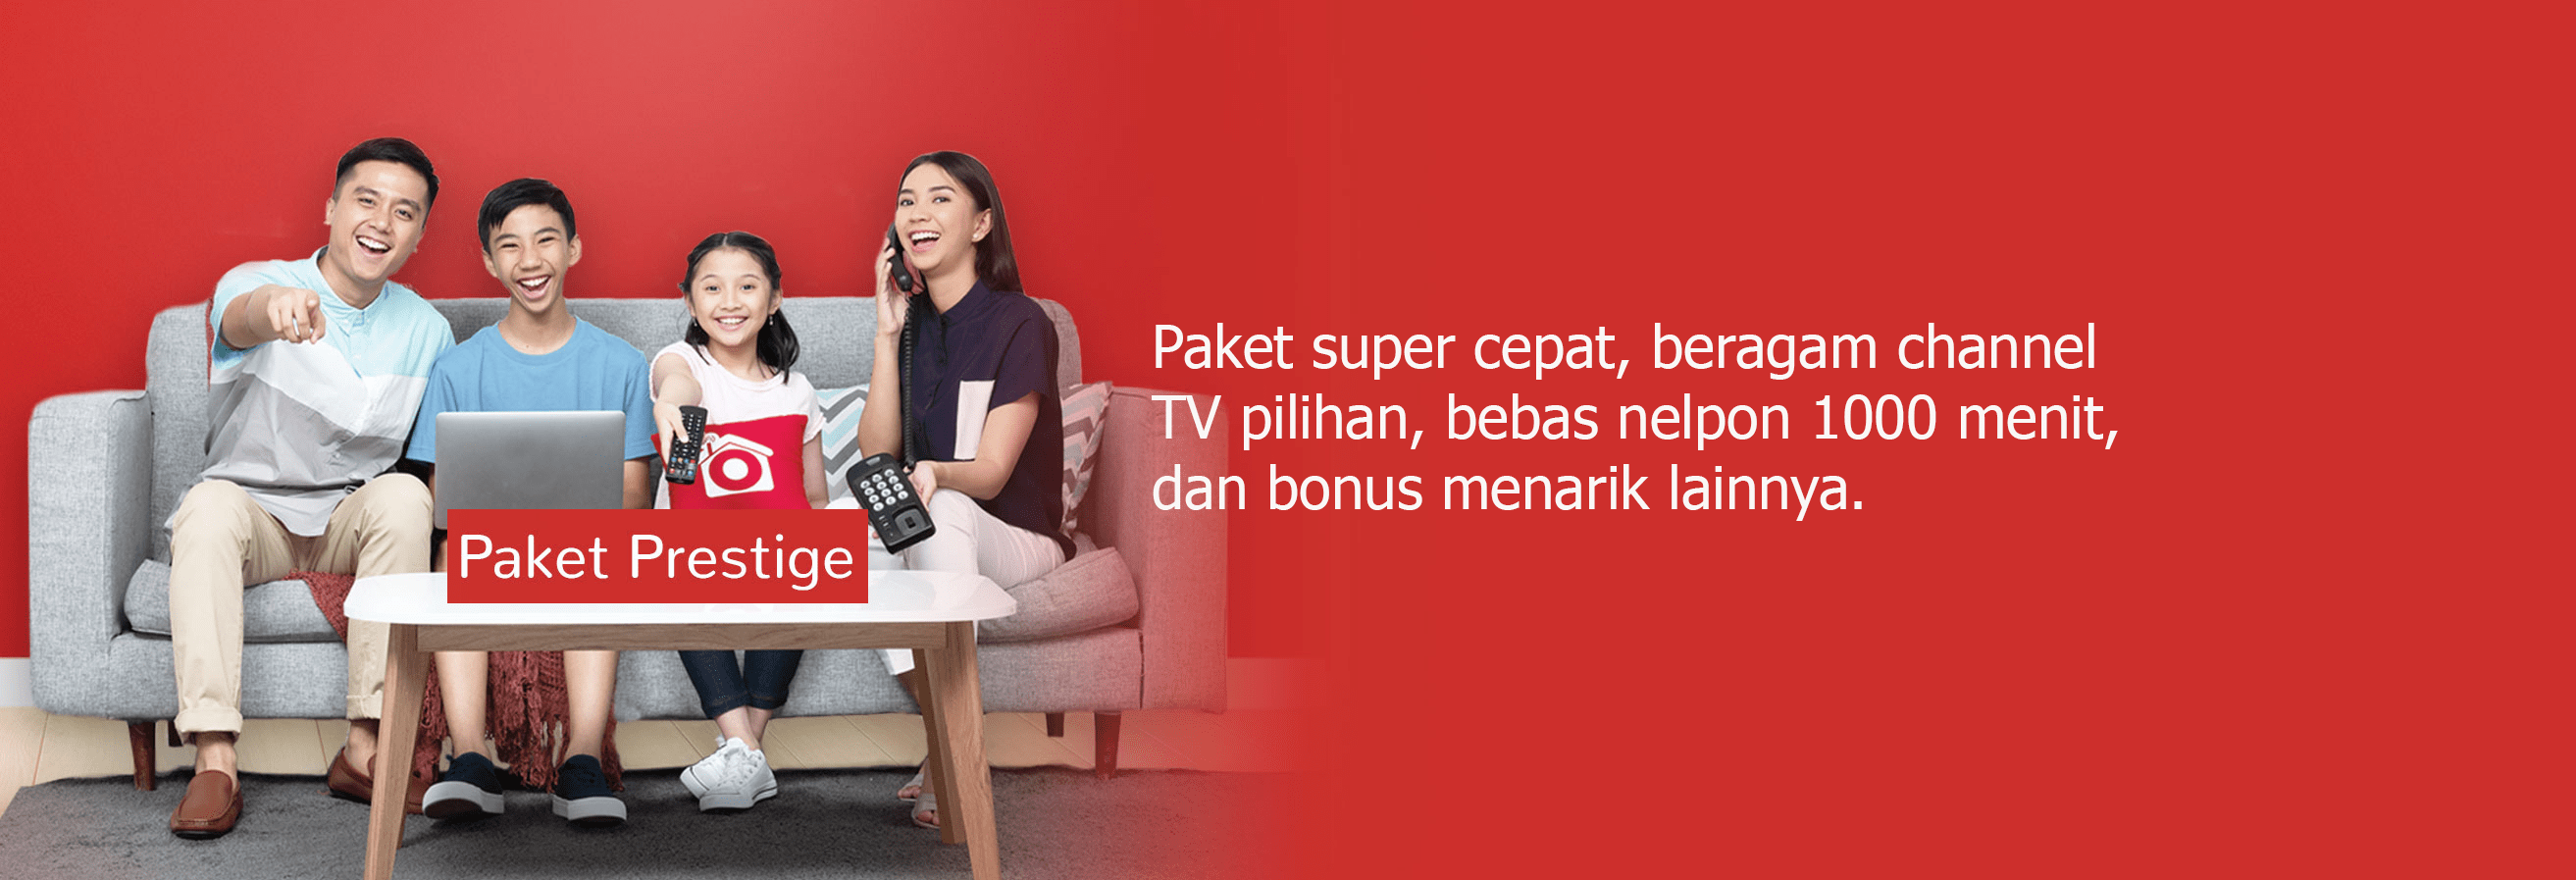 Paket super cepat, beragam channel
TV pilihan, bebas nelpon 1000 menit,
dan bonus menarik lainnya.
Paket Prestige